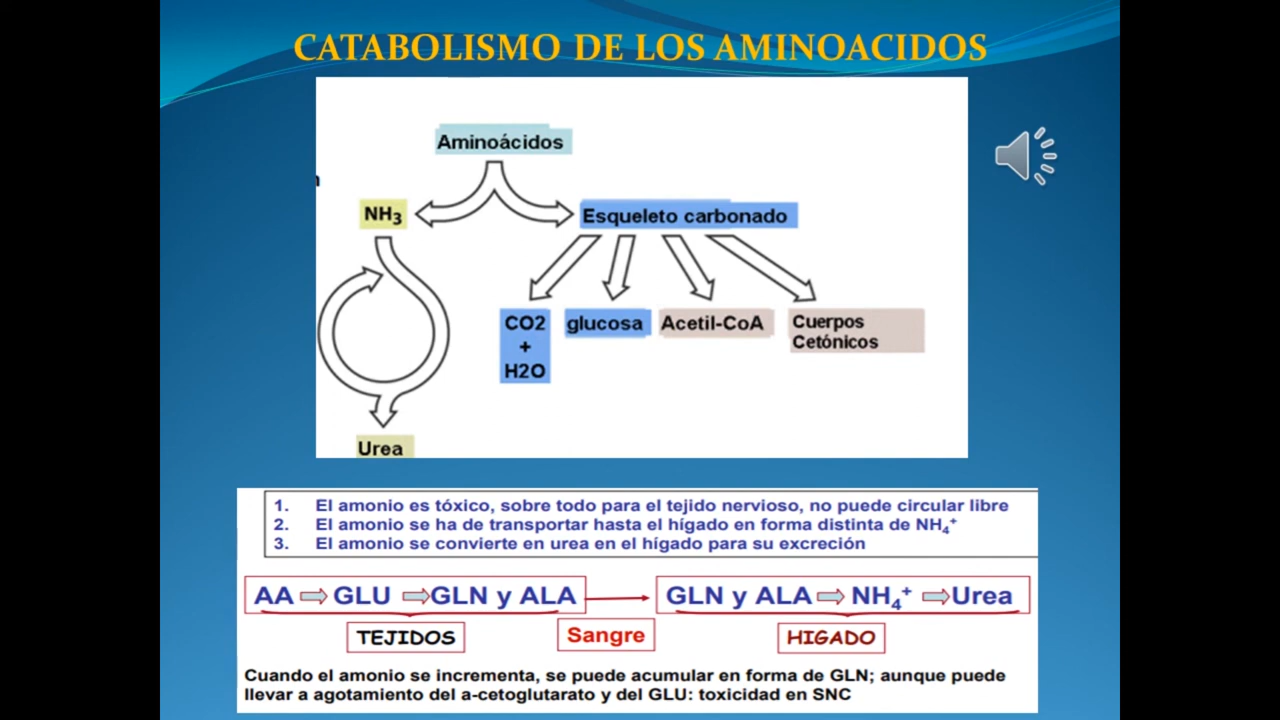 CATABOLISMO DE LOS AMINOACIDOS
Aminoácidos
n
NH3
Esqueleto carbonado
CO2
+
H2O
glucosa
Acetil-CoA
Cuerpos
Cetónicos
Urea
1. El amonio es tóxico, sobre todo para el tejido nervioso, no puede circular libre
2. El amonio se ha de transportar hasta el hígado en forma distinta de NH4+
3. El amonio se convierte en urea en el hígado para su excreción
AA GLU GLN y ALA
GLN y ALA NH4+ Urea
TEJIDOS
Sangre
HIGADO
Cuando el amonio se incrementa, se puede acumular en forma de GLN; aunque puede
llevar a agotamiento del a-cetoglutarato y del GLU: toxicidad en SNC